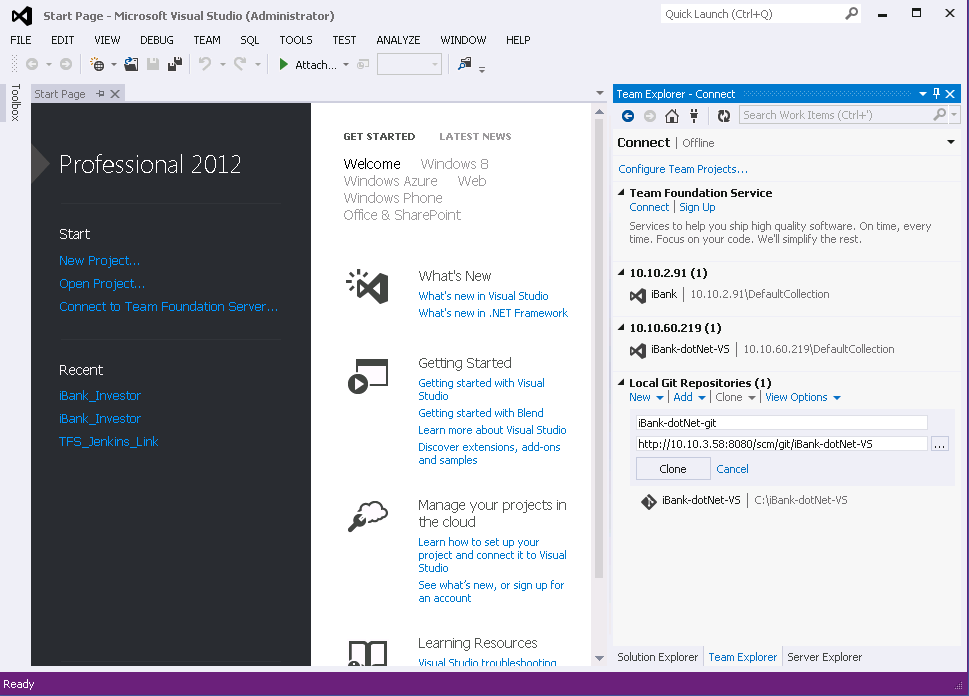 Start Page - Microsoft Visual Studio (Administrator)
Quick Launch (Ctrl+Q)
FILE EDIT VIEW DEBUG TEAM SQL TOOLS TEST ANALYZE WINDOW HELP
Attach...
Toolbox
Start Page
Professional 2012
Start
New Project...
Open Project...
Connect to Team Foundation Server...
Recent
iBank_Investor
iBank_Investor
TFS_Jenkins_Link
GET STARTED LATEST NEWS
Welcome Windows 8
Windows Azure Web
Windows Phone
Office & SharePoint
What's New
What's new in Visual Studio
What's new in .NET Framework
Getting Started
Getting started with Visual
Studio
Getting started with Blend
Learn more about Visual Studio
Discover extensions, add-ons
and samples
Manage your projects in
the cloud
Learn how to set up your
project and connect it to Visual
Studio
See what's new, or sign up for
an account
Learning Resources
Visual Studio troubleshooting
Team Explorer - Connect
Search Work Items (Ctrl+')
Connect | Offline
Configure Team Projects...
Team Foundation Service
Connect | Sign Up
Services to help you ship high quality software. On time, every
time. Focus on your code. We'll simplify the rest.
10.10.2.91 (1)
iBank | 10.10.2.91\DefaultCollection
10.10.60.219 (1)
iBank-dotNet-VS | 10.10.60.219\DefaultCollection
Local Git Repositories (1)
New | Add | Clone | View Options
iBank-dotNet-git
http://10.10.3.58:8080/scm/git/iBank-dotNet-VS ...
Clone Cancel
iBank-dotNet-VS | C:\iBank-dotNet-VS
Solution Explorer Team Explorer Server Explorer
Ready